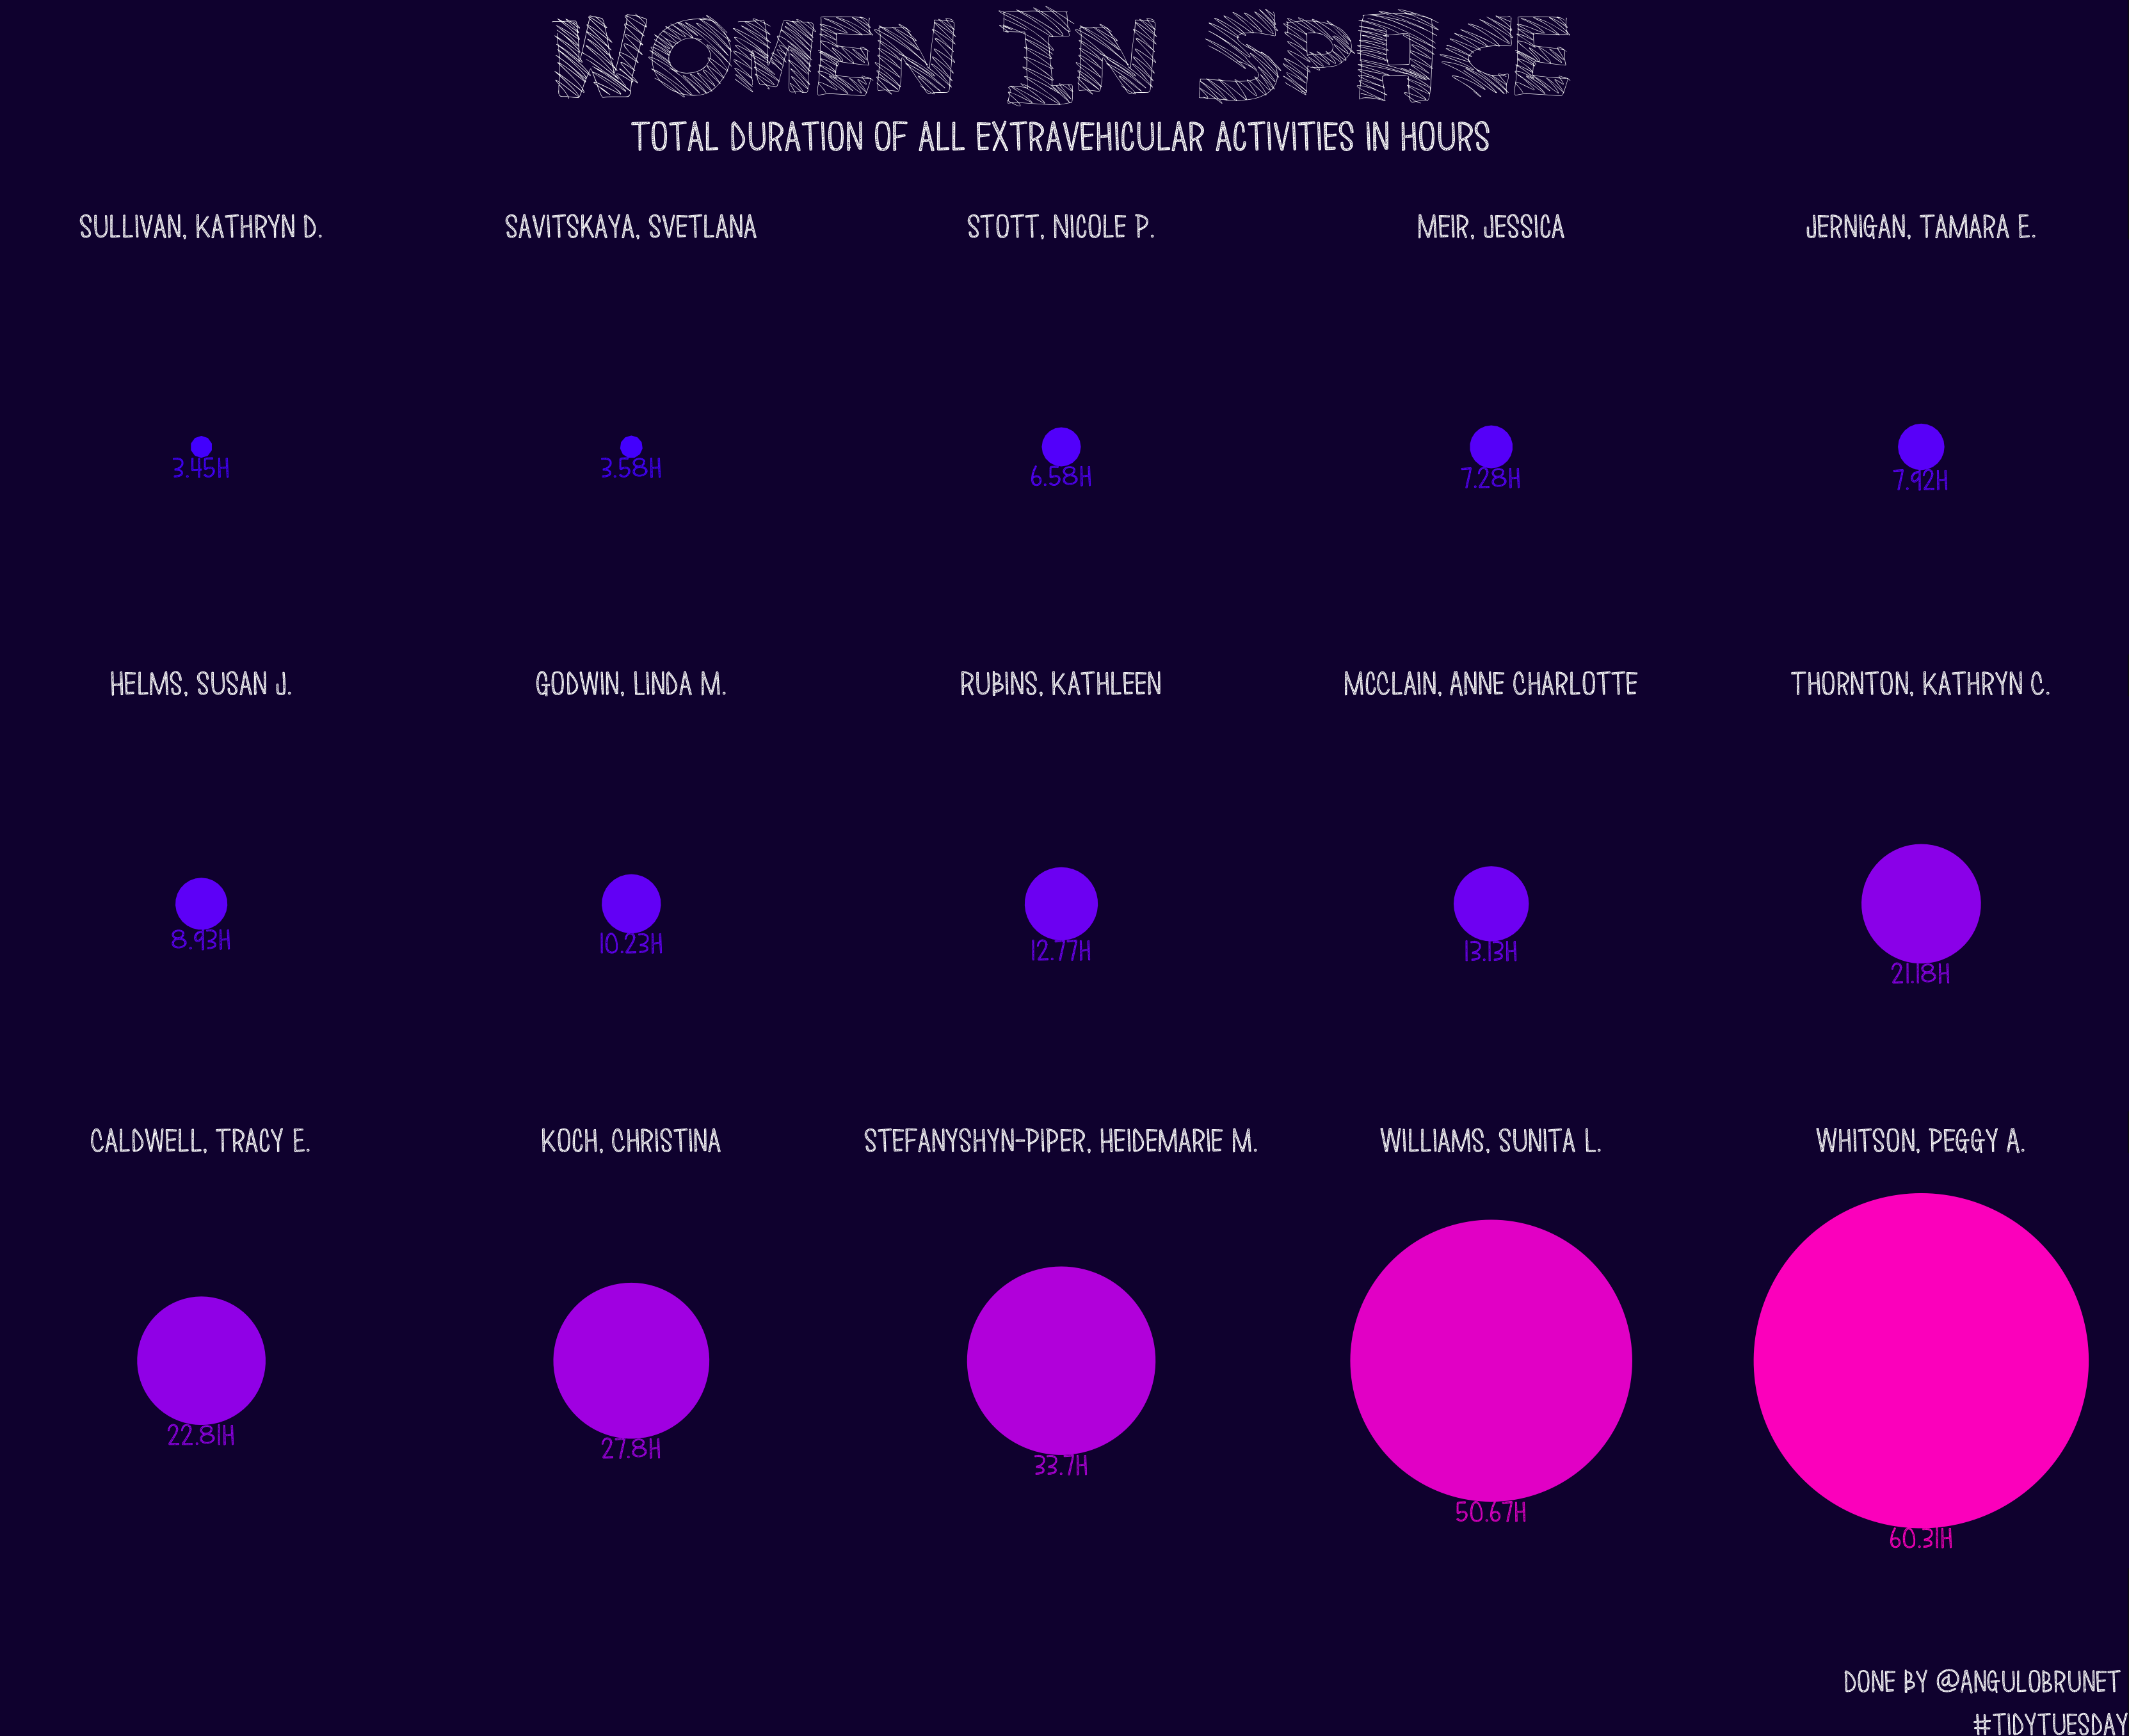 WOMEN IN SPACE
TOTAL DURATION OF ALL EXTRAVEHICULAR ACTIVITIES IN HOURS
SULLIVAN, KATHRYN D.
SAVITSKAYA, SVETLANA
STOTT, NICOLE P.
MEIR, JESSICA
JERNIGAN, TAMARA E.
3.45H
3.58H
6.58H
7.28H
7.92H
HELMS, SUSAN J.
GODWIN, LINDA M.
RUBINS, KATHLEEN
MCCLAIN, ANNE CHARLOTTE
THORNTON, KATHRYN C.
8.93H
10.23H
12.77H
13.13H
21.18H
CALDWELL, TRACY E.
KOCH, CHRISTINA
STEFANYSHYN-PIPER, HEIDEMARIE M.
WILLIAMS, SUNITA L.
WHITSON, PEGGY A.
22.81H
27.8H
33.7H
50.67H
60.31H
DONE BY @ANGULOBRUNET
#TIDYTUESDAY